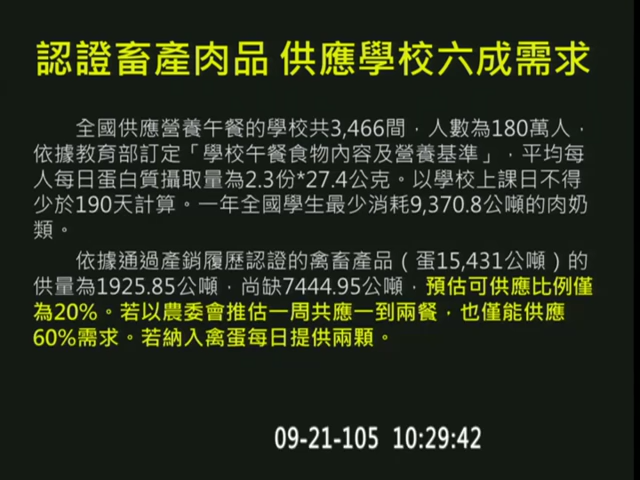 認證畜產肉品 供應學校六成需求
全國供應營養午餐的學校共3,466間，人數為180萬人，
依據教育部訂定「學校午餐食物內容及營養基準」，平均每
人每日蛋白質攝取量為2.3份*27.4公克。以學校上課日不得
少於190天計算。一年全國學生最少消耗9,370.8公噸的肉奶
類。
依據通過產銷履歷認證的禽畜產品（蛋15,431公噸）的
供量為1925.85公噸，尚缺7444.95公噸，預估可供應比例僅
為20%。若以農委會推估一周共應一到兩餐，也僅能供應
60%需求。若納入禽蛋每日提供兩顆。
09-21-105 10:29:42